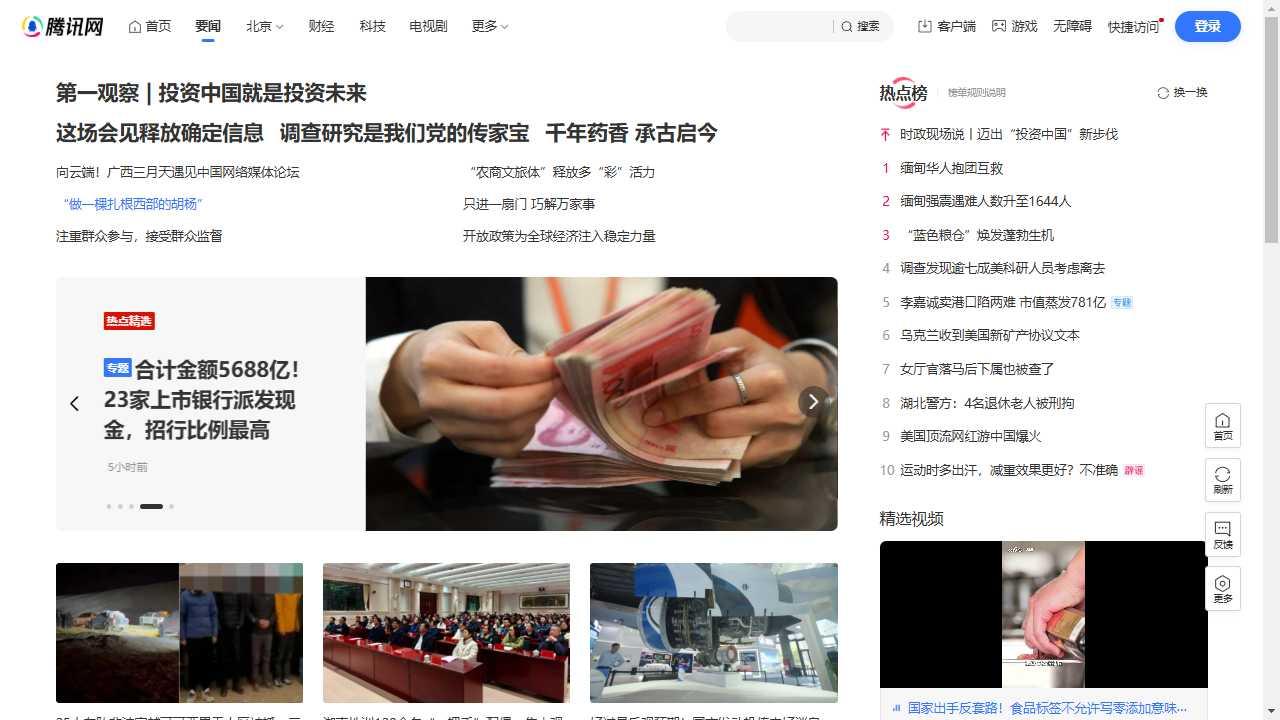 腾讯网 首页 要闻 北京 财经 科技 电视剧 更多 搜索 客户端 游戏 无障碍 快捷访问 登录
第一观察 | 投资中国就是投资未来
这场会见释放确定信息 调查研究是我们党的传家宝 千年药香 承古启今
向云端！广西三月天遇见中国网络媒体论坛
“农商文旅体”释放多“彩”活力
“做一棵扎根西部的胡杨”
只进一扇门 巧解万家事
注重群众参与，接受群众监督
开放政策为全球经济注入稳定力量
热点精选
专题 合计金额5688亿！
23家上市银行派发现
金，招行比例最高
5小时前
热点榜 榜单规则说明 换一换
时政现场说丨迈出“投资中国”新步伐
1 缅甸华人抱团互救
2 缅甸强震遇难人数升至1644人
3 “蓝色粮仓”焕发蓬勃生机
4 调查发现逾七成美科研人员考虑离去
5 李嘉诚卖港口陷两难 市值蒸发781亿 专题
6 乌克兰收到美国新矿产协议文本
7 女厅官落马后下属也被查了
8 湖北警方：4名退休老人被刑拘
9 美国顶流网红游中国爆火
10 运动时多出汗，减重效果更好？不准确 辟谣
精选视频
国家出手反套路！食品标签不允许写零添加意味…
首页
刷新
反馈
更多